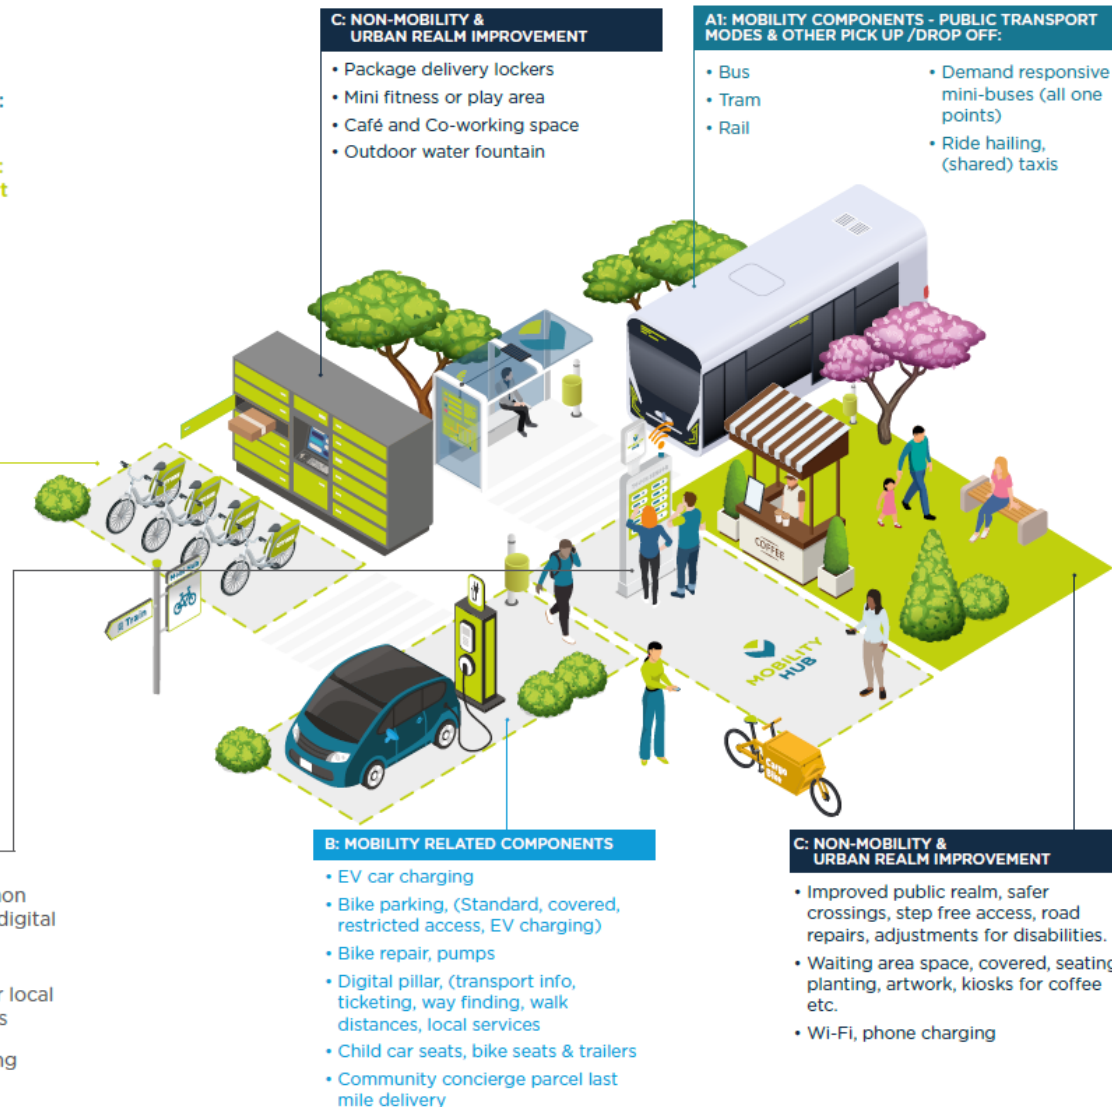 C: NON-MOBILITY &
URBAN REALM IMPROVEMENT
• Package delivery lockers
• Mini fitness or play area
• Café and Co-working space
• Outdoor water fountain
A1: MOBILITY COMPONENTS - PUBLIC TRANSPORT
MODES & OTHER PICK UP /DROP OFF:
• Bus
• Tram
• Rail
• Demand responsive
mini-buses (all one
points)
• Ride hailing,
(shared) taxis
COFFEE
Train
MOBILITY
HUB
Cargo
Bike
B: MOBILITY RELATED COMPONENTS
• EV car charging
• Bike parking, (Standard, covered,
restricted access, EV charging)
• Bike repair, pumps
• Digital pillar, (transport info,
ticketing, way finding, walk
distances, local services
• Child car seats, bike seats & trailers
• Community concierge parcel last
mile delivery
C: NON-MOBILITY &
URBAN REALM IMPROVEMENT
• Improved public realm, safer
crossings, step free access, road
repairs, adjustments for disabilities.
• Waiting area space, covered, seating
planting, artwork, kiosks for coffee
etc.
• Wi-Fi, phone charging
digital
local